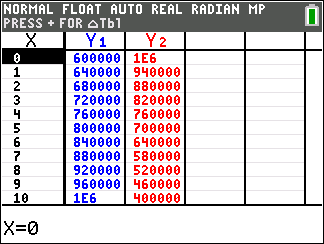 NORMAL FLOAT AUTO REAL RADIAN MP
PRESS + FOR △Tbl
X Y1 Y2
0 600000 1E6
1 640000 940000
2 680000 880000
3 720000 820000
4 760000 760000
5 800000 700000
6 840000 640000
7 880000 580000
8 920000 520000
9 960000 460000
10 1E6 400000
X=0